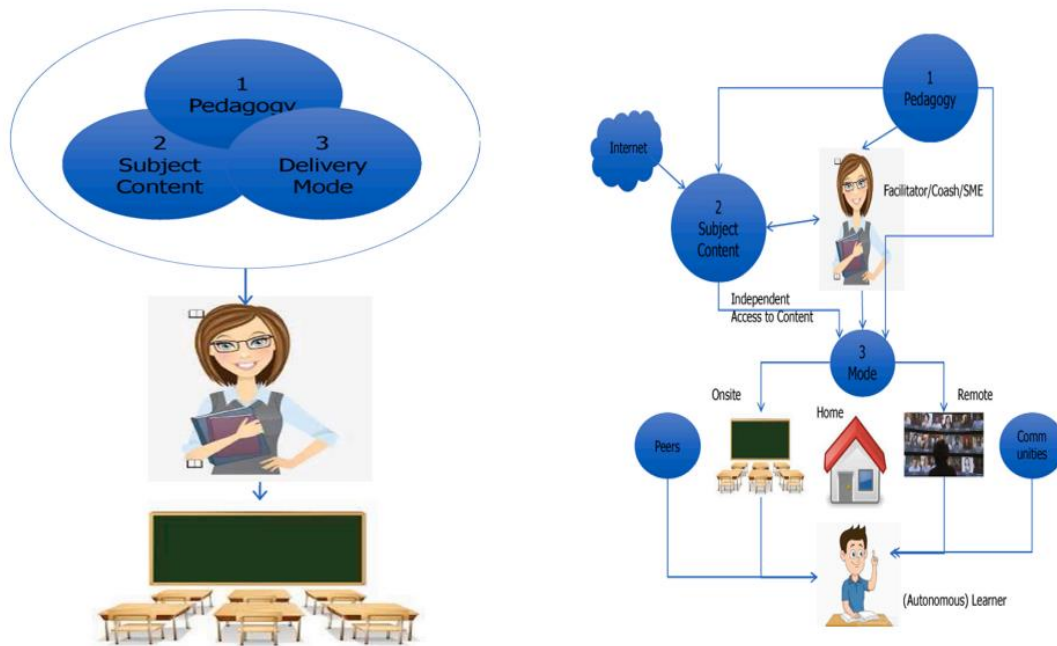 1
Pedagogy
2
Subject
Content
3
Delivery
Mode
1
Pedagogy
Internet
Facilitator/Coash/SME
2
Subject
Content
Independent
Access to Content
3
Mode
Onsite
Home
Remote
Peers
Comm
unities
(Autonomous) Learner